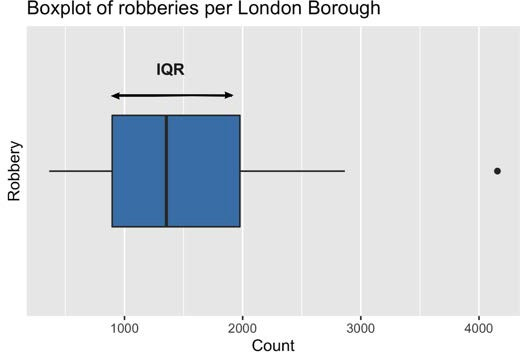 Boxplot of robberies per London Borough
IQR
Robbery
1000 2000 3000 4000
Count